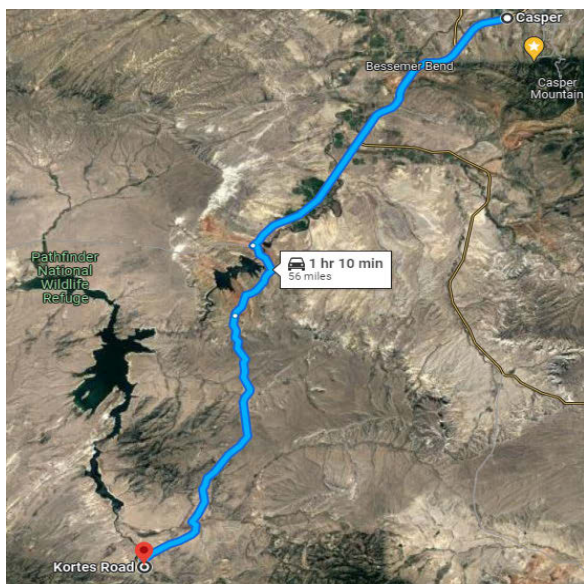 Casper
Bessemer Bend
Casper
Mountain
Pathfinder
National
Wildlife
Refuge
1 hr 10 min
56 miles
Kortes Road